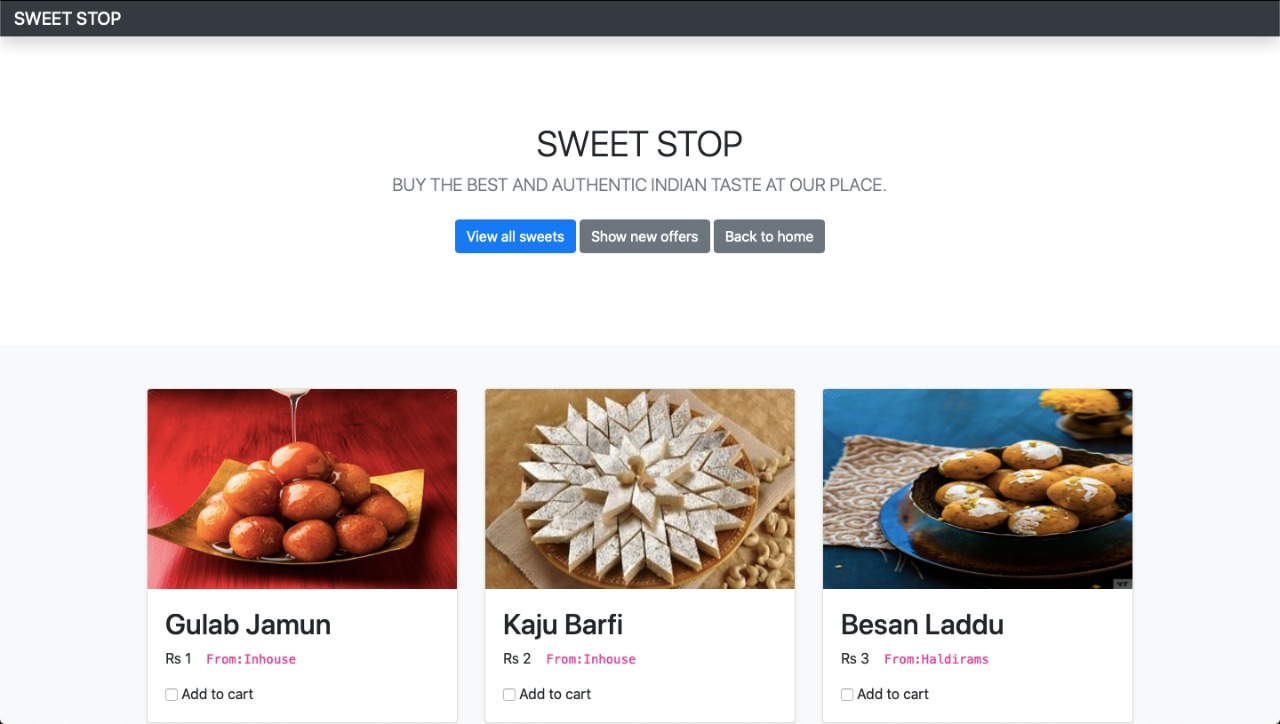 SWEET STOP
SWEET STOP
BUY THE BEST AND AUTHENTIC INDIAN TASTE AT OUR PLACE.
View all sweets Show new offers Back to home
Gulab Jamun
Rs 1 From:Inhouse
Add to cart
Kaju Barfi
Rs 2 From:Inhouse
Add to cart
Besan Laddu
Rs 3 From:Haldirams
Add to cart